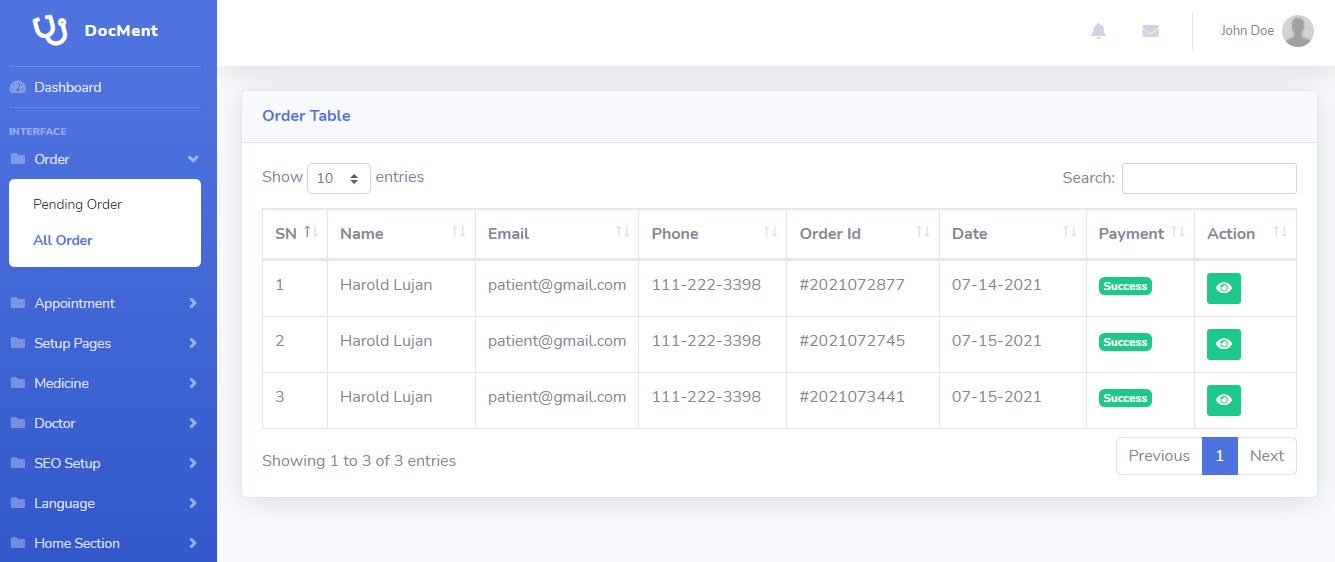 DocMent
John Doe
Dashboard
INTERFACE
Order
Pending Order
All Order
Appointment
Setup Pages
Medicine
Doctor
SEO Setup
Language
Home Section
Order Table
Show 10 entries
Search:
SN Name Email Phone Order Id Date Payment Action
1 Harold Lujan patient@gmail.com 111-222-3398 #2021072877 07-14-2021 Success
2 Harold Lujan patient@gmail.com 111-222-3398 #2021072745 07-15-2021 Success
3 Harold Lujan patient@gmail.com 111-222-3398 #2021073441 07-15-2021 Success
Showing 1 to 3 of 3 entries
Previous 1 Next